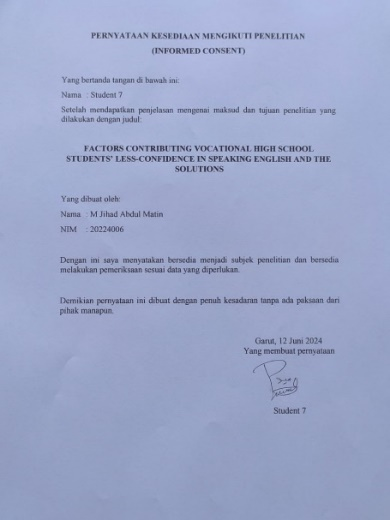 PERNYATAAN KESEDIAAN MENGIKUTI PENELITIAN
(INFORMED CONSENT)
Yang bertanda tangan di bawah ini:
Nama : Student 7
Setelah mendapatkan penjelasan mengenai maksud dan tujuan penelitian yang
dilakukan dengan judul:
FACTORS CONTRIBUTING VOCATIONAL HIGH SCHOOL
STUDENTS' LESS-CONFIDENCE IN SPEAKING ENGLISH AND THE
SOLUTIONS
Yang dibuat oleh:
Nama : M Jihad Abdul Matin
NIM : 20224006
Dengan ini saya menyatakan bersedia menjadi subjek penelitian dan bersedia
melakukan pemeriksaan sesuai data yang diperlukan.
Demikian pernyataan ini dibuat dengan penuh kesadaran tanpa ada paksaan dari
pihak manapun.
Garut, 12 Juni 2024
Yang membuat pernyataan
Student 7